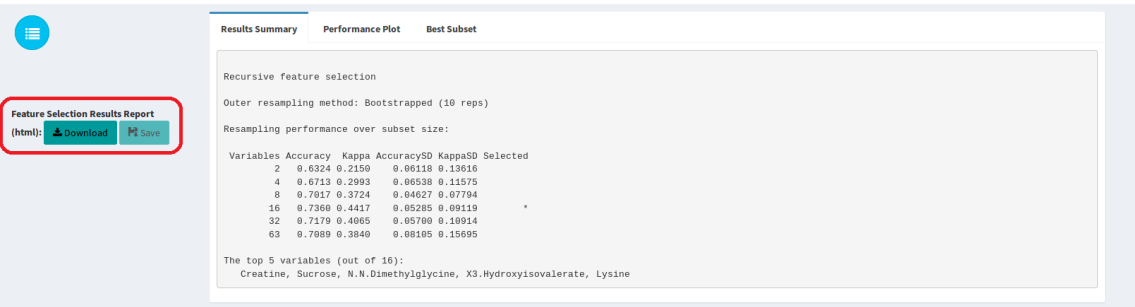 Results Summary Performance Plot Best Subset
Recursive feature selection
Outer resampling method: Bootstrapped (10 reps)
Resampling performance over subset size:
Variables Accuracy Kappa AccuracySD KappaSD Selected
2 0.6324 0.2150 0.06118 0.13616
4 0.6713 0.2993 0.06538 0.11575
8 0.7017 0.3724 0.04627 0.07794
16 0.7360 0.4417 0.05285 0.09119 *
32 0.7179 0.4065 0.05700 0.10914
63 0.7089 0.3840 0.08105 0.15695
The top 5 variables (out of 16):
Creatine, Sucrose, N.N.Dimethylglycine, X3.Hydroxyisovalerate, Lysine
Feature Selection Results Report
(html): Download Save